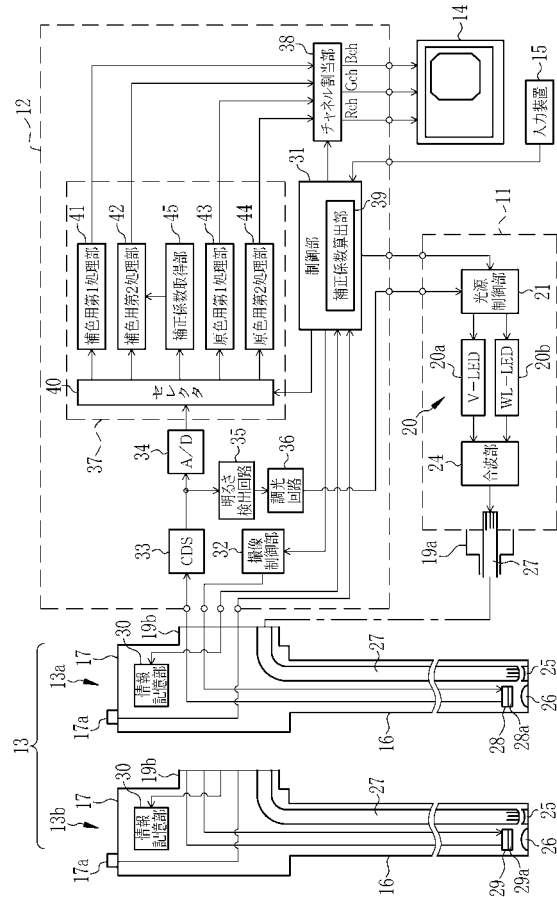 12
41
補色用第1処理部
42
補色用第2処理部
45
補正係数取得部
43
原色用第1処理部
44
原色用第2処理部
40
セレクタ
37
38
チャネル割当部
Rch
Gch
Bch
14
15
入力装置
31
制御部
39
補正係数算出部
34
A/D
33
CDS
35
明るさ
検出回路
36
調光
回路
32
撮像
制御部
11
21
光源
制御部
20
20a
V-LED
20b
WL-LED
24
合波部
19a
27
13
13a
17
17a
30
情報
記憶部
19b
27
16
25
26
28
28a
13b
17
17a
30
情報
記憶部
19b
27
16
25
26
29
29a